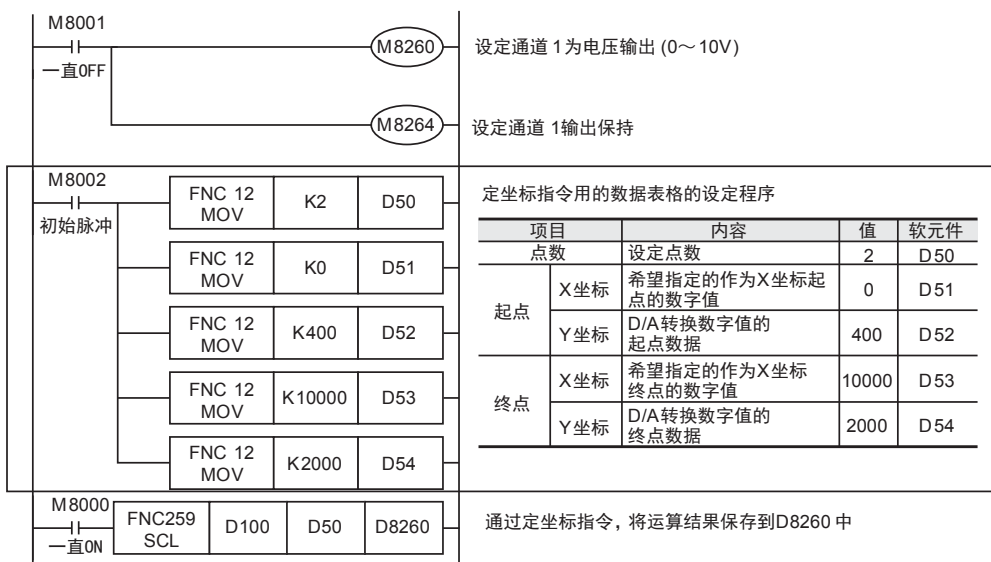 M8001
一直OFF
M8260
设定通道 1为电压输出 (0～10V)
M8264
设定通道 1输出保持
M8002
初始脉冲
FNC 12
MOV
K2
D50
FNC 12
MOV
K0
D51
FNC 12
MOV
K400
D52
FNC 12
MOV
K10000
D53
FNC 12
MOV
K2000
D54
定坐标指令用的数据表格的设定程序
项目 内容 值 软元件
点数 设定点数 2 D50
起点
X坐标 希望指定的作为X坐标起
点的数字值 0 D51
Y坐标 D/A转换数字值的
起点数据 400 D52
终点
X坐标 希望指定的作为X坐标
终点的数字值 10000 D53
Y坐标 D/A转换数字值的
终点数据 2000 D54
M8000
一直ON
FNC259
SCL
D100
D50
D8260
通过定坐标指令，将运算结果保存到D8260 中